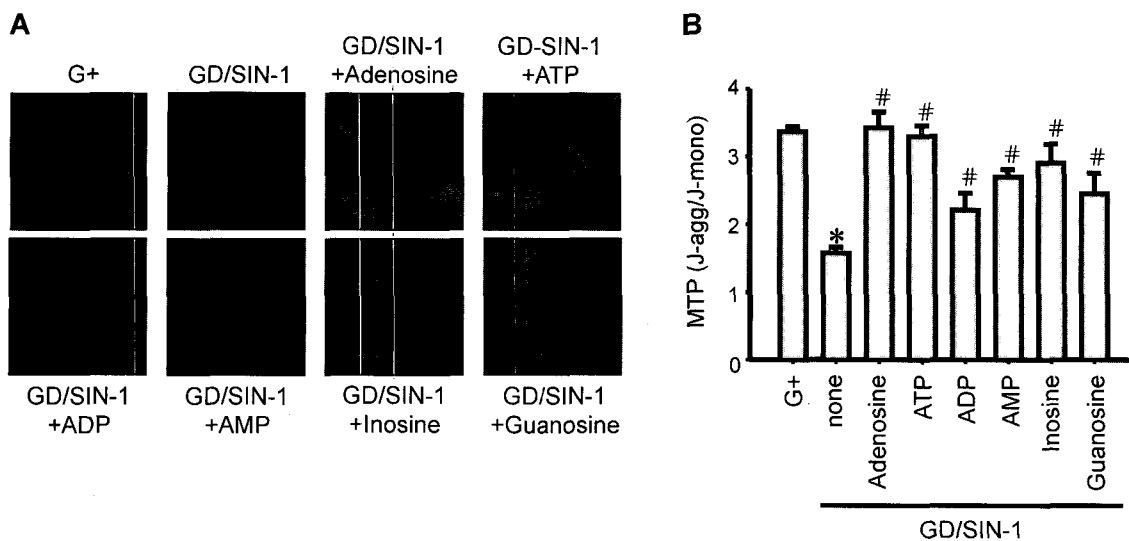 A
G+
GD/SIN-1
GD/SIN-1
+Adenosine
GD-SIN-1
+ATP
GD/SIN-1
+ADP
GD/SIN-1
+AMP
GD/SIN-1
+Inosine
GD/SIN-1
+Guanosine
B
MTP (J-agg/J-mono)
4
3
2
1
0
*
#
#
#
#
#
#
G+
none
Adenosine
ATP
ADP
AMP
Inosine
Guanosine
GD/SIN-1